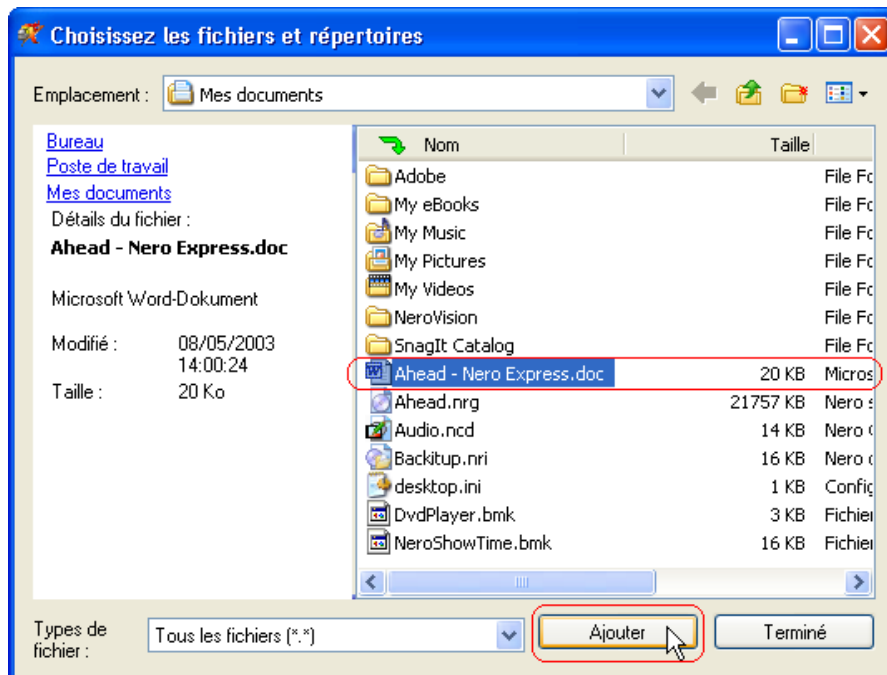 Choisissez les fichiers et répertoires
Emplacement : Mes documents
Bureau
Poste de travail
Mes documents
Détails du fichier :
Ahead - Nero Express.doc
Microsoft Word-Dokument
Modifié : 08/05/2003
14:00:24
Taille : 20 Ko
Nom Taille
Adobe File Fo
My eBooks File Fo
My Music File Fo
My Pictures File Fo
My Videos File Fo
NeroVision File Fo
SnagIt Catalog File Fo
Ahead - Nero Express.doc 20 KB Micros
Ahead.nrg 21757 KB Nero s
Audio.ncd 14 KB Nero
Backitup.nri 16 KB Nero
desktop.ini 1 KB Config
DvdPlayer.bmk 3 KB Fichier
NeroShowTime.bmk 16 KB Fichier
Types de
fichier :
Tous les fichiers (*.*)
Ajouter
Terminé